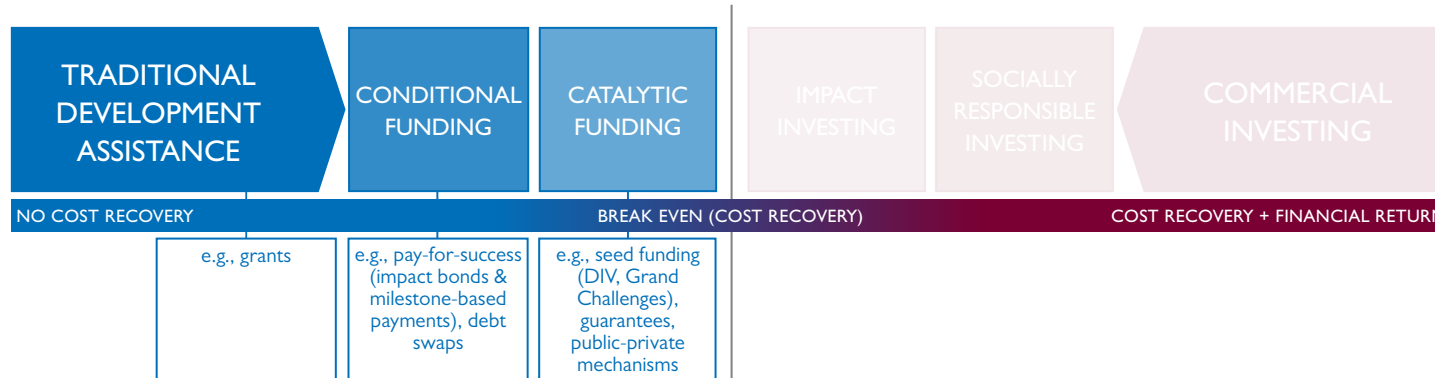 TRADITIONAL
DEVELOPMENT
ASSISTANCE
CONDITIONAL
FUNDING
CATALYTIC
FUNDING
IMPACT
INVESTING
SOCIALLY
RESPONSIBLE
INVESTING
COMMERCIAL
INVESTING
NO COST RECOVERY
BREAK EVEN (COST RECOVERY)
COST RECOVERY + FINANCIAL RETURN
e.g., grants
e.g., pay-for-success
(impact bonds &
milestone-based
payments), debt
swaps
e.g., seed funding
(DIV, Grand
Challenges),
guarantees,
public-private
mechanisms